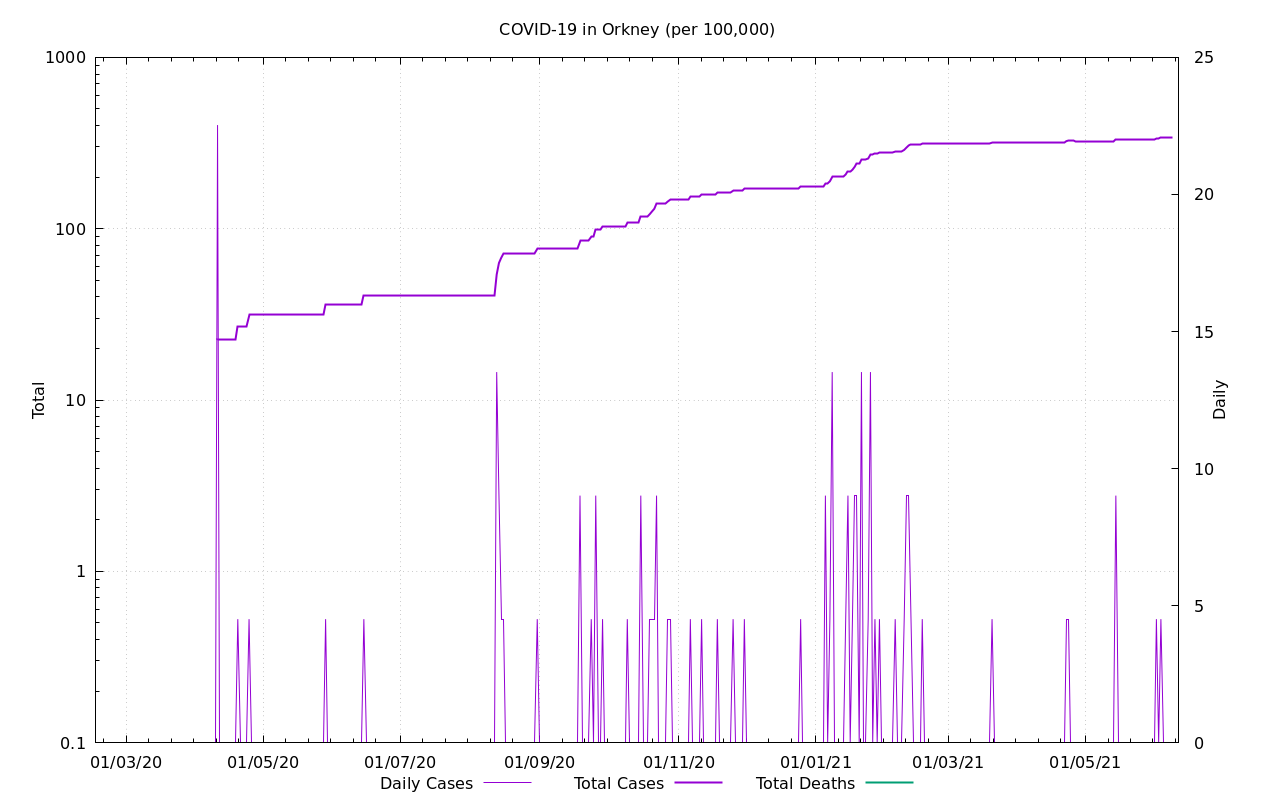 COVID-19 in Orkney (per 100,000)
1000
100
10
1
0.1
Total
25
20
15
10
5
0
Daily
01/03/20 01/05/20 01/07/20 01/09/20 01/11/20 01/01/21 01/03/21 01/05/21
Daily Cases Total Cases Total Deaths